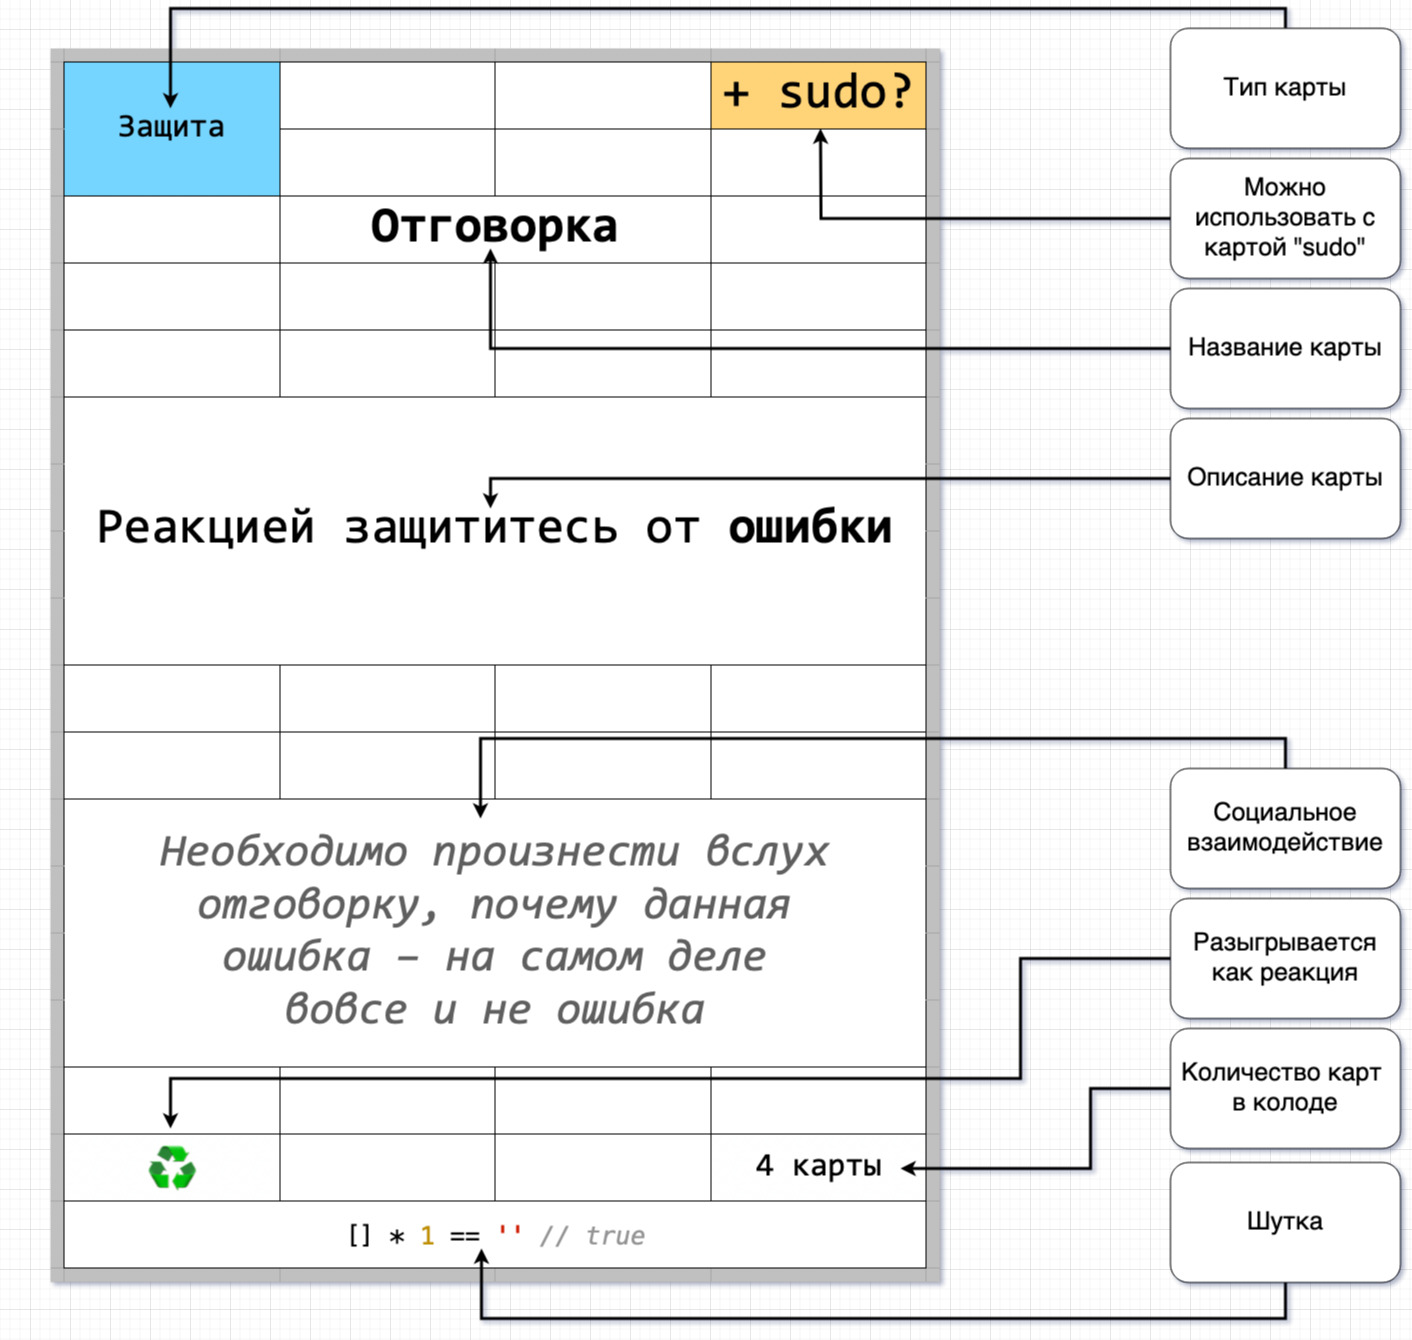 Тип карты
Защита
+ sudo?
Можно
использовать с
картой "sudo"
Отговорка
Название карты
Описание карты
Реакцией защититесь от ошибки
Социальное
взаимодействие
Необходимо произнести вслух
отговорку, почему данная
ошибка – на самом деле
вовсе и не ошибка
Разыгрывается
как реакция
Количество карт
в колоде
4 карты
Шутка
[] * 1 == '' // true